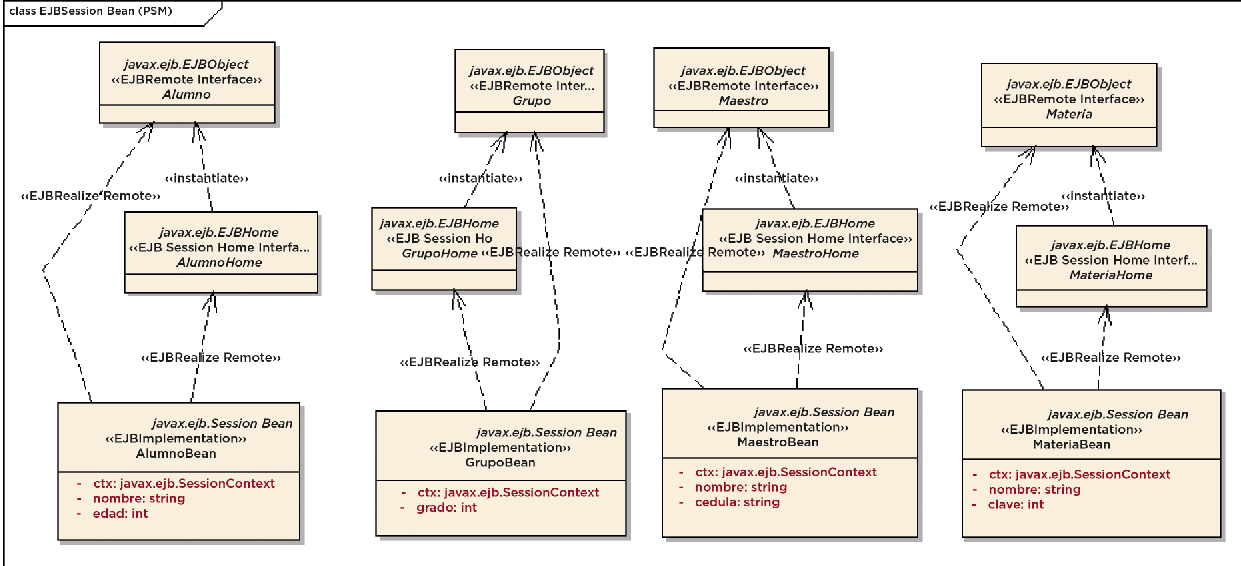 class EJBSession Bean (PSM)
javax.ejb.EJBObject
‹‹EJBRemote Interface››
Alumno
‹‹EJBRealize Remote››
‹‹instantiate››
javax.ejb.EJBHome
‹‹EJB Session Home Interfa...
AlumnoHome
‹‹EJBRealize Remote››
javax.ejb.Session Bean
‹‹EJBImplementation››
AlumnoBean
- ctx: javax.ejb.SessionContext
- nombre: string
- edad: int
javax.ejb.EJBObject
‹‹EJBRemote Inter...
Grupo
‹‹instantiate››
javax.ejb.EJBHome
‹‹EJB Session Ho
GrupoHome
‹‹EJBRealize Remote››
‹‹EJBRealize Remote››
javax.ejb.Session Bean
‹‹EJBImplementation››
GrupoBean
- ctx: javax.ejb.SessionContext
- grado: int
javax.ejb.EJBObject
‹‹EJBRemote Interface››
Maestro
‹‹instantiate››
‹‹EJBRealize Remote››
javax.ejb.EJBHome
‹‹EJB Session Home Interface››
MaestroHome
‹‹EJBRealize Remote››
javax.ejb.Session Bean
‹‹EJBImplementation››
MaestroBean
- ctx: javax.ejb.SessionContext
- nombre: string
- cedula: string
javax.ejb.EJBObject
‹‹EJBRemote Interface››
Materia
‹‹instantiate››
‹‹EJBRealize Remote››
javax.ejb.EJBHome
‹‹EJB Session Home Interf...
MateriaHome
‹‹EJBRealize Remote››
javax.ejb.Session Bean
‹‹EJBImplementation››
MateriaBean
- ctx: javax.ejb.SessionContext
- nombre: string
- clave: int